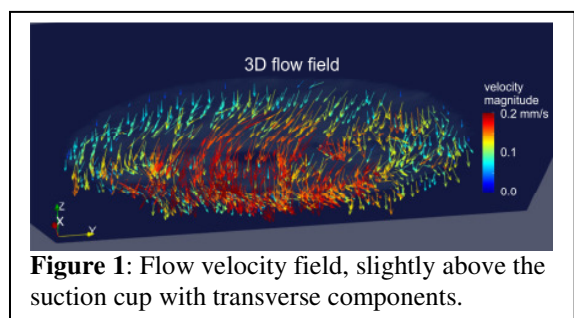 3D flow field
velocity
magnitude
0.2 mm/s
0.1
0.0
Z
X
Y
Figure 1: Flow velocity field, slightly above the
suction cup with transverse components.